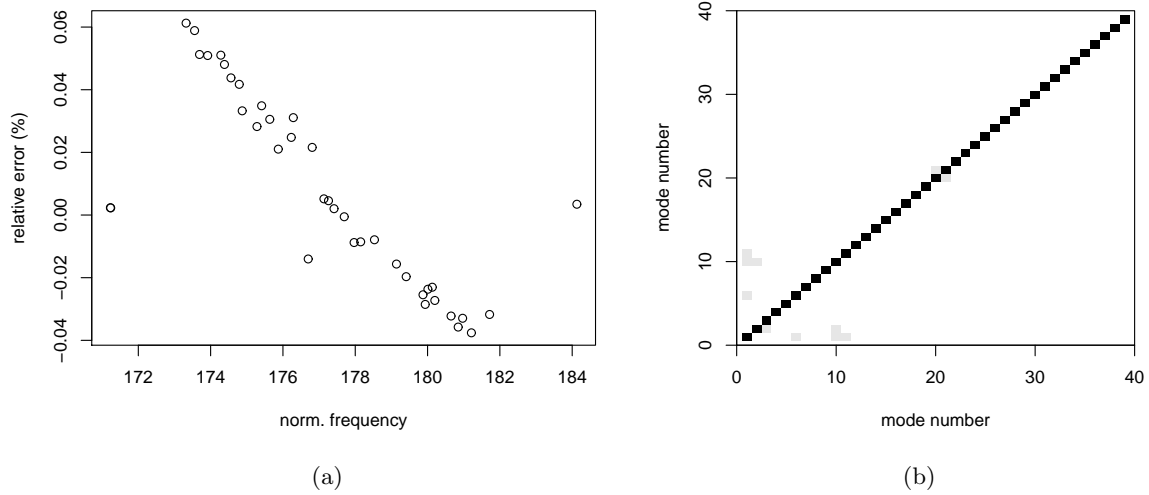 relative error (%)
0.06
0.04
0.02
0.00
−0.02
−0.04
172 174 176 178 180 182 184
norm. frequency
(a)
mode number
40
30
20
10
0
0 10 20 30 40
mode number
(b)